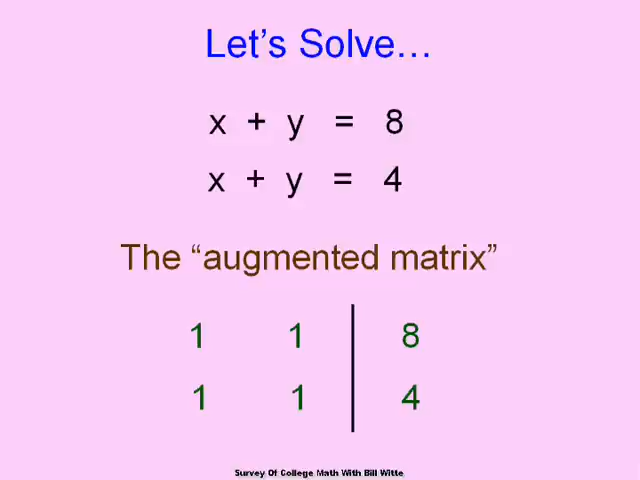 Let's Solve...
x + y = 8
x + y = 4
The “augmented matrix”
1 1 | 8
1 1 | 4
Survey Of College Math With Bill Witte